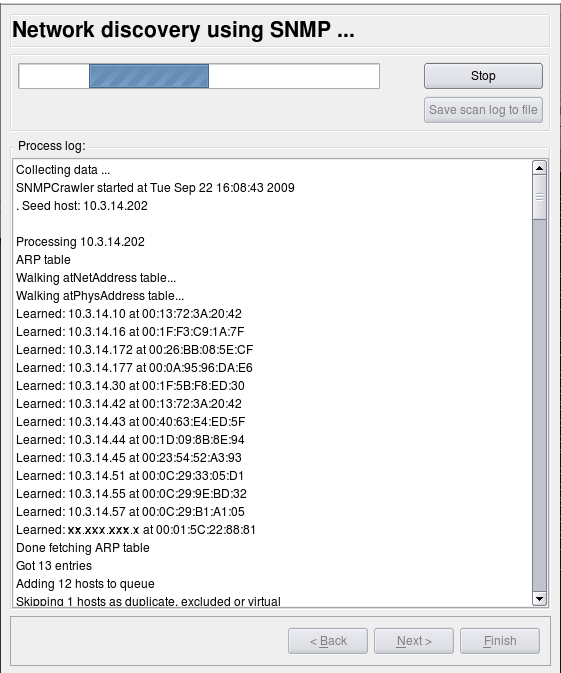 Network discovery using SNMP ...
Stop
Save scan log to file
Process log:
Collecting data ...
SNMPCrawler started at Tue Sep 22 16:08:43 2009
. Seed host: 10.3.14.202
Processing 10.3.14.202
ARP table
Walking atNetAddress table...
Walking atPhysAddress table...
Learned: 10.3.14.10 at 00:13:72:3A:20:42
Learned: 10.3.14.16 at 00:1F:F3:C9:1A:7F
Learned: 10.3.14.172 at 00:26:BB:08:5E:CF
Learned: 10.3.14.177 at 00:0A:95:96:DA:E6
Learned: 10.3.14.30 at 00:1F:5B:F8:ED:30
Learned: 10.3.14.42 at 00:13:72:3A:20:42
Learned: 10.3.14.43 at 00:40:63:E4:ED:5F
Learned: 10.3.14.44 at 00:1D:09:8B:8E:94
Learned: 10.3.14.45 at 00:23:54:52:A3:93
Learned: 10.3.14.51 at 00:0C:29:33:05:D1
Learned: 10.3.14.55 at 00:0C:29:9E:BD:32
Learned: 10.3.14.57 at 00:0C:29:B1:A1:05
Learned: xx.xxx.xxx.x at 00:01:5C:22:88:81
Done fetching ARP table
Got 13 entries
Adding 12 hosts to queue
Skipping 1 hosts as duplicate, excluded or virtual
< Back
Next >
Finish